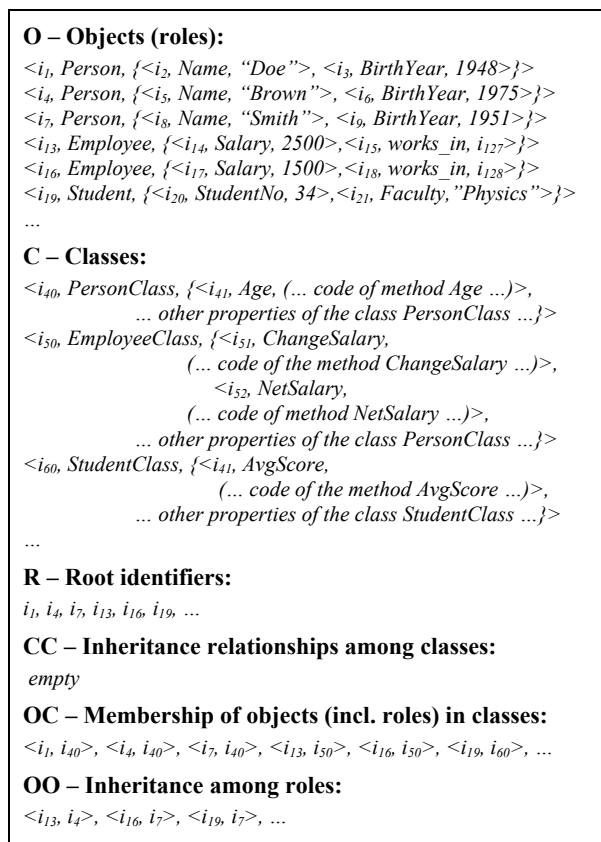 O – Objects (roles):
<i1, Person, {<i2, Name, “Doe”>, <i3, BirthYear, 1948>}>
<i4, Person, {<i5, Name, “Brown”>, <i6, BirthYear, 1975>}>
<i7, Person, {<i8, Name, “Smith”>, <i9, BirthYear, 1951>}>
<i13, Employee, {<i14, Salary, 2500>,<i15, works_in, i127>}>
<i16, Employee, {<i17, Salary, 1500>,<i18, works_in, i128>}>
<i19, Student, {<i20, StudentNo, 34>,<i21, Faculty,”Physics”>}>
...
C – Classes:
<i40, PersonClass, {<i41, Age, (... code of method Age ...)>,
... other properties of the class PersonClass ...}>
<i50, EmployeeClass, {<i51, ChangeSalary,
(... code of the method ChangeSalary ...)>,
<i52, NetSalary,
(... code of method NetSalary ...)>,
... other properties of the class PersonClass ...}>
<i60, StudentClass, {<i41, AvgScore,
(... code of the method AvgScore ...)>,
... other properties of the class StudentClass ...}>
...
R – Root identifiers:
i1, i4, i7, i13, i16, i19, ...
CC – Inheritance relationships among classes:
empty
OC – Membership of objects (incl. roles) in classes:
<i1, i40>, <i4, i40>, <i7, i40>, <i13, i50>, <i16, i50>, <i19, i60>, ...
OO – Inheritance among roles:
<i13, i4>, <i16, i7>, <i19, i7>, ...